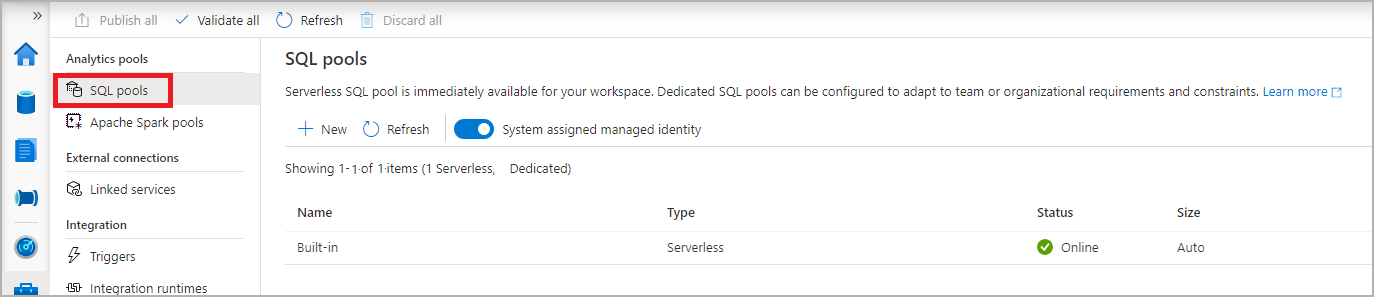 »
Publish all Validate all Refresh Discard all
Analytics pools
SQL pools
Apache Spark pools
External connections
Linked services
Integration
Triggers
Integration runtimes
SQL pools
Serverless SQL pool is immediately available for your workspace. Dedicated SQL pools can be configured to adapt to team or organizational requirements and constraints. Learn more
New Refresh System assigned managed identity
Showing 1-1 of 1 items (1 Serverless, Dedicated)
Name Type Status Size
Built-in Serverless Online Auto